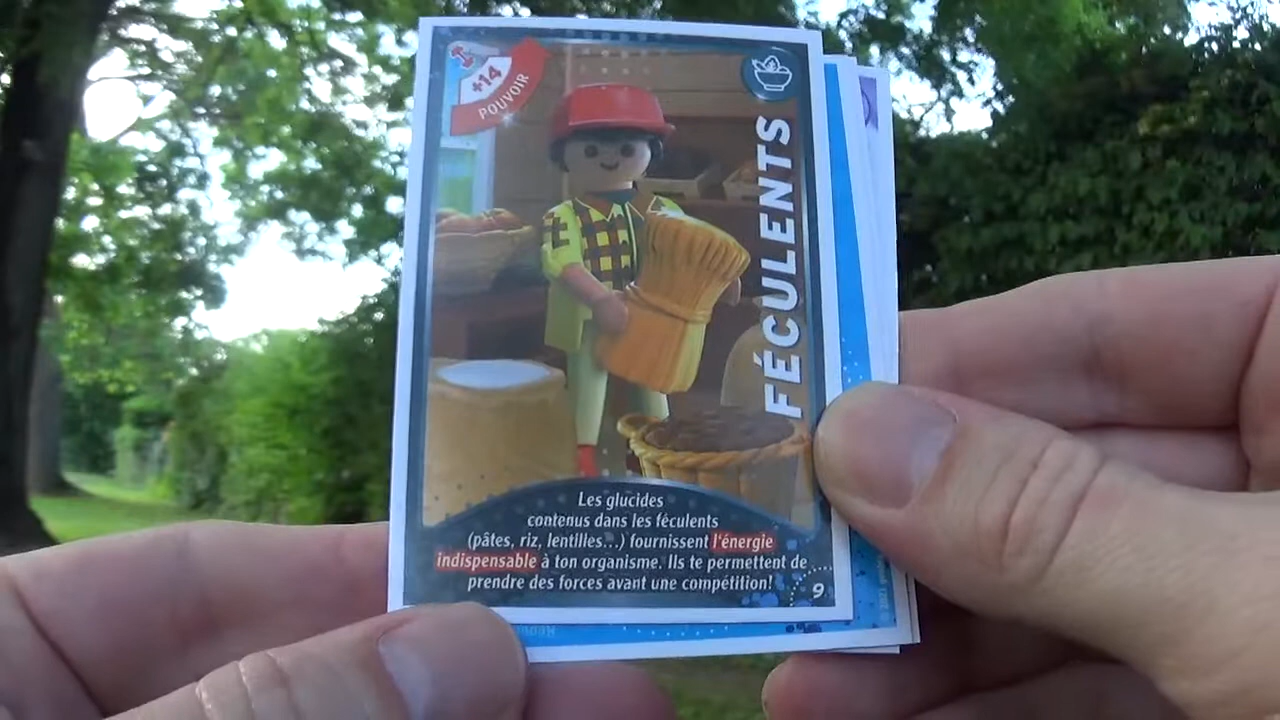 +14
POUVOIR
FÉCULENTS
Les glucides
contenus dans les féculents
(pâtes, riz, lentilles...) fournissent l'énergie
indispensable à ton organisme. Ils te permettent de
prendre des forces avant une compétition!
9